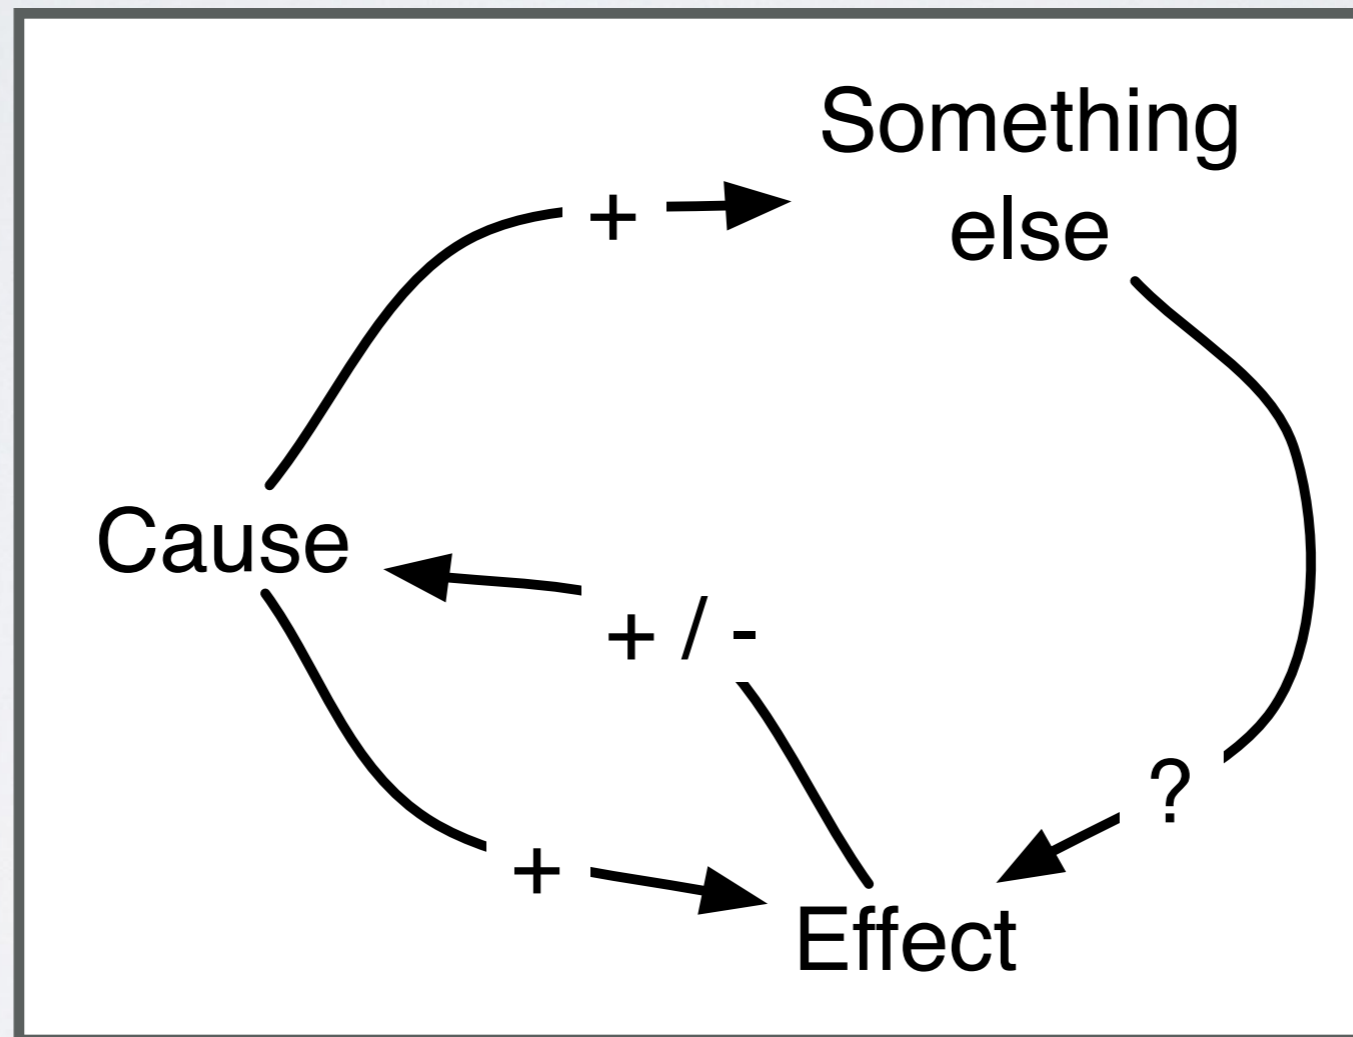 Something
else
+
Cause
+ / -
?
+
Effect